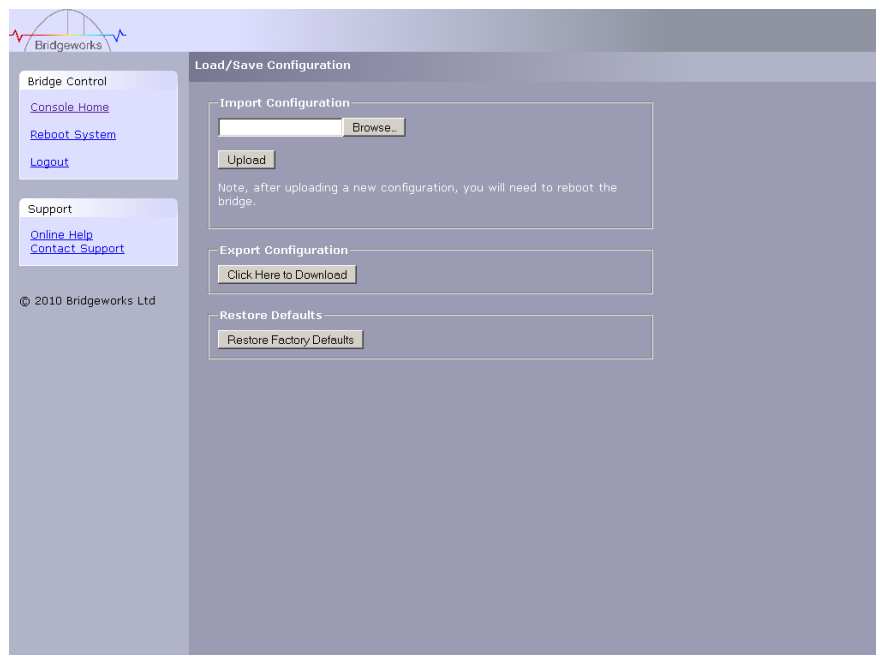 Bridgeworks
Load/Save Configuration
Bridge Control
Console Home
Reboot System
Logout
Support
Online Help
Contact Support
© 2010 Bridgeworks Ltd
Import Configuration
Browse...
Upload
Note, after uploading a new configuration, you will need to reboot the
bridge.
Export Configuration
Click Here to Download
Restore Defaults
Restore Factory Defaults